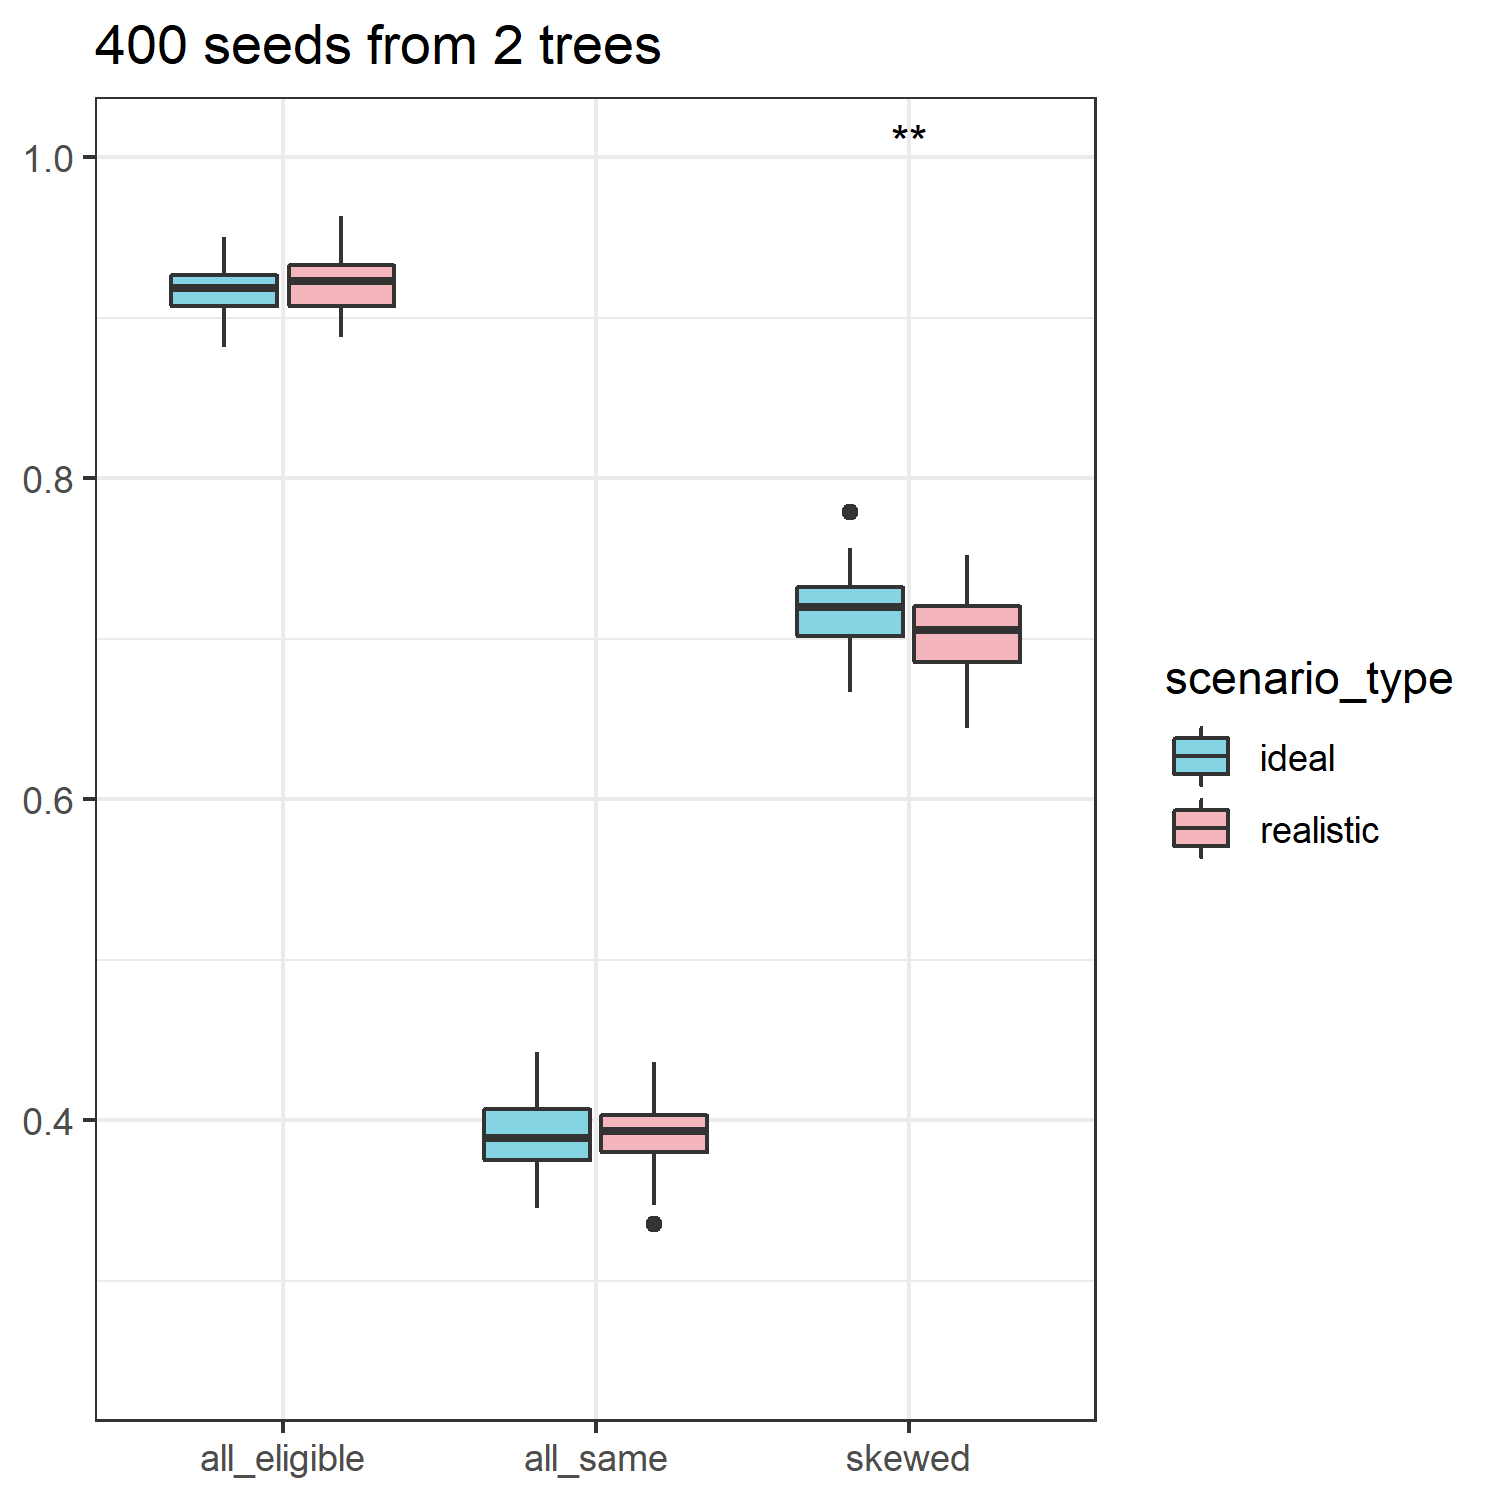 400 seeds from 2 trees
**
1.0
0.8
0.6
0.4
all_eligible
all_same
skewed
scenario_type
ideal
realistic